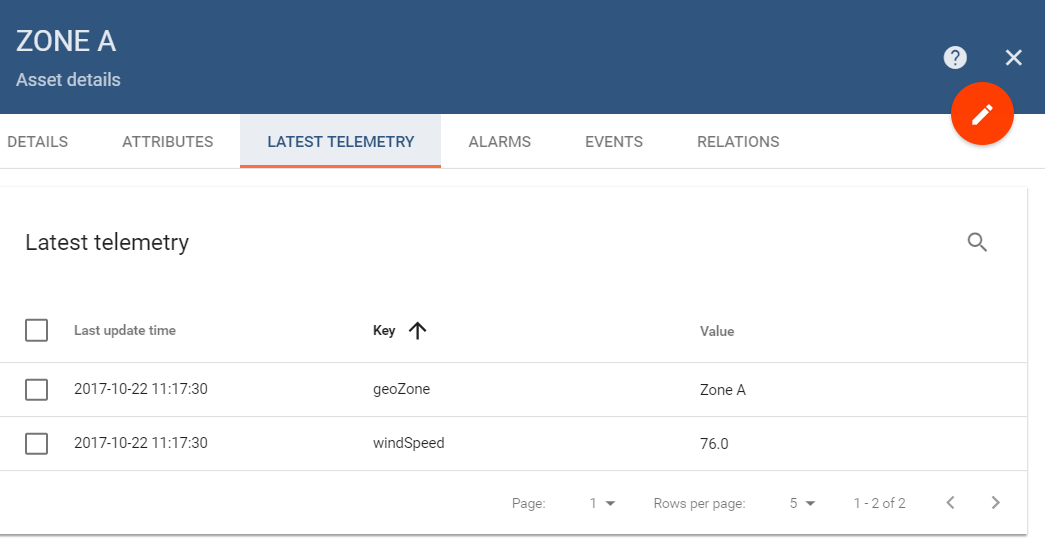 ZONE A
Asset details
?
DETAILS ATTRIBUTES LATEST TELEMETRY ALARMS EVENTS RELATIONS
Latest telemetry
Last update time Key Value
2017-10-22 11:17:30 geoZone Zone A
2017-10-22 11:17:30 windSpeed 76.0
Page: 1 Rows per page: 5 1 - 2 of 2